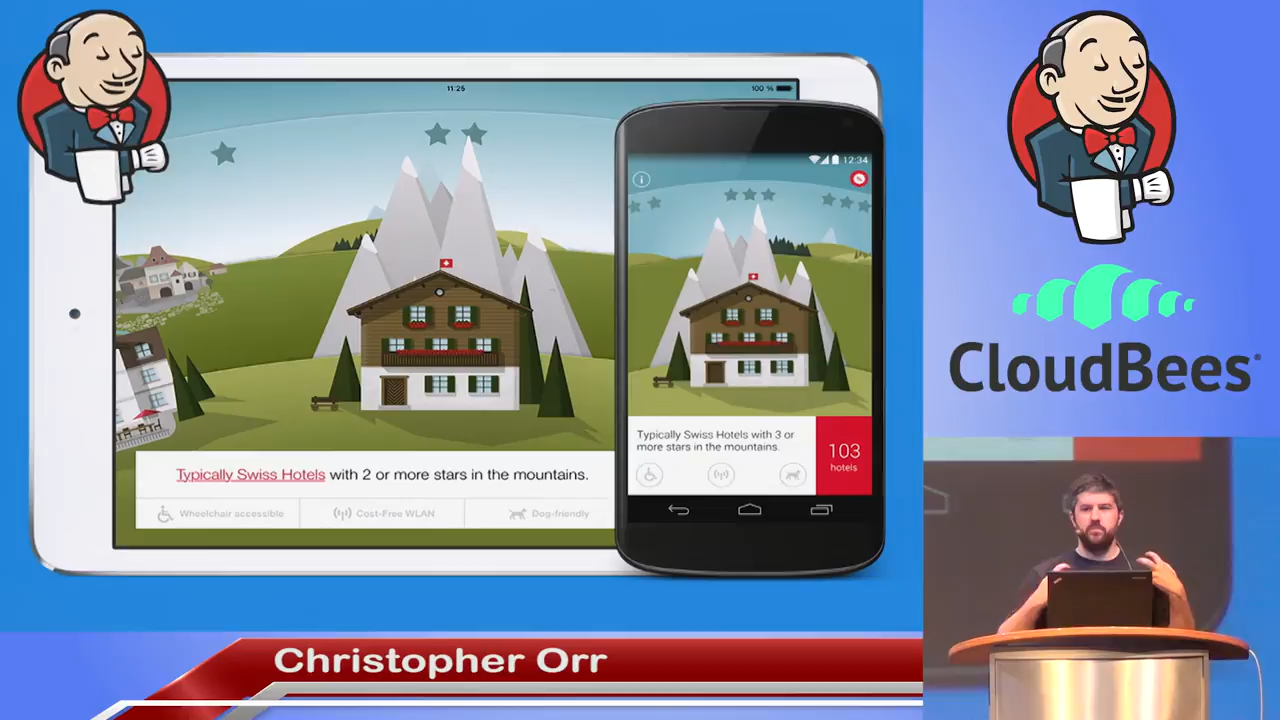 11:25
100 %
12:34
Typically Swiss Hotels with 2 or more stars in the mountains.
Wheelchair accessible
Cost-Free WLAN
Dog-friendly
Typically Swiss Hotels with 3 or
more stars in the mountains.
103
hotels
CloudBees
Christopher Orr